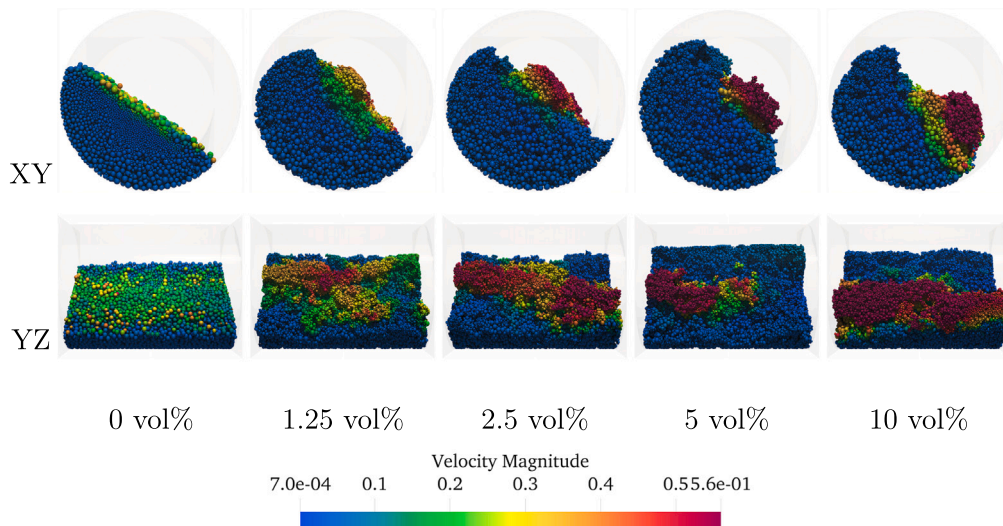 XY
YZ
0 vol% 1.25 vol% 2.5 vol% 5 vol% 10 vol%
Velocity Magnitude
7.0e-04 0.1 0.2 0.3 0.4 0.55.6e-01